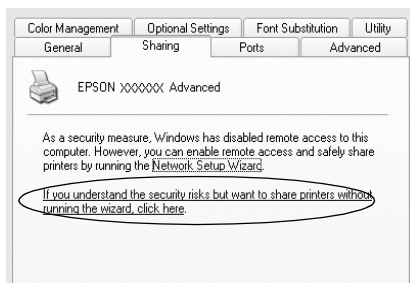 Color Management Optional Settings Font Substitution Utility
General Sharing Ports Advanced
EPSON XXXXXX Advanced
As a security measure, Windows has disabled remote access to this
computer. However, you can enable remote access and safely share
printers by running the Network Setup Wizard.
If you understand the security risks but want to share printers without
running the wizard, click here.